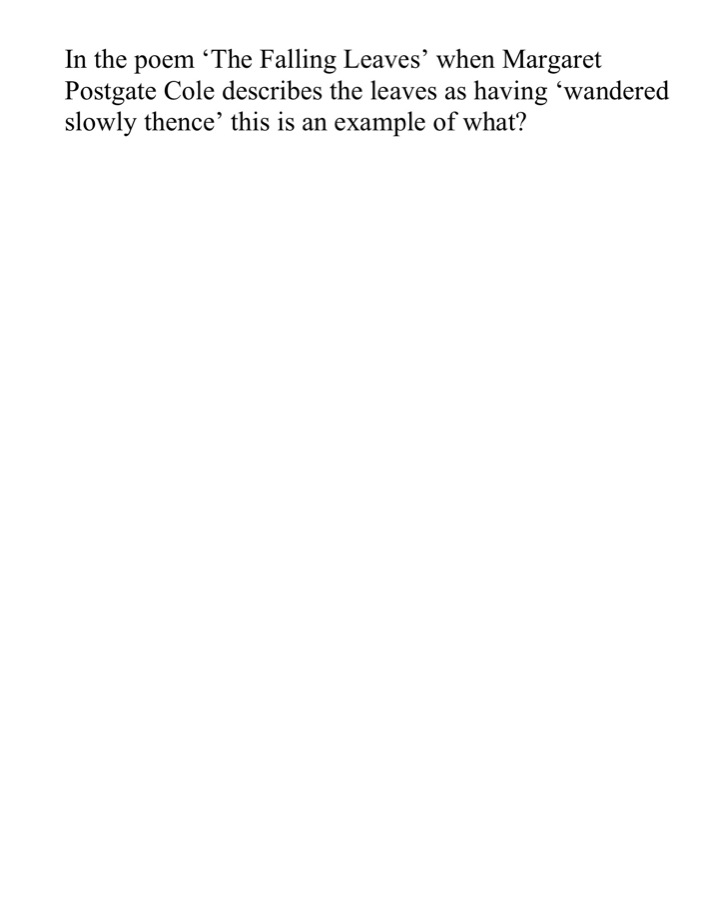 In the poem ‘The Falling Leaves’ when Margaret
Postgate Cole describes the leaves as having ‘wandered
slowly thence’ this is an example of what?